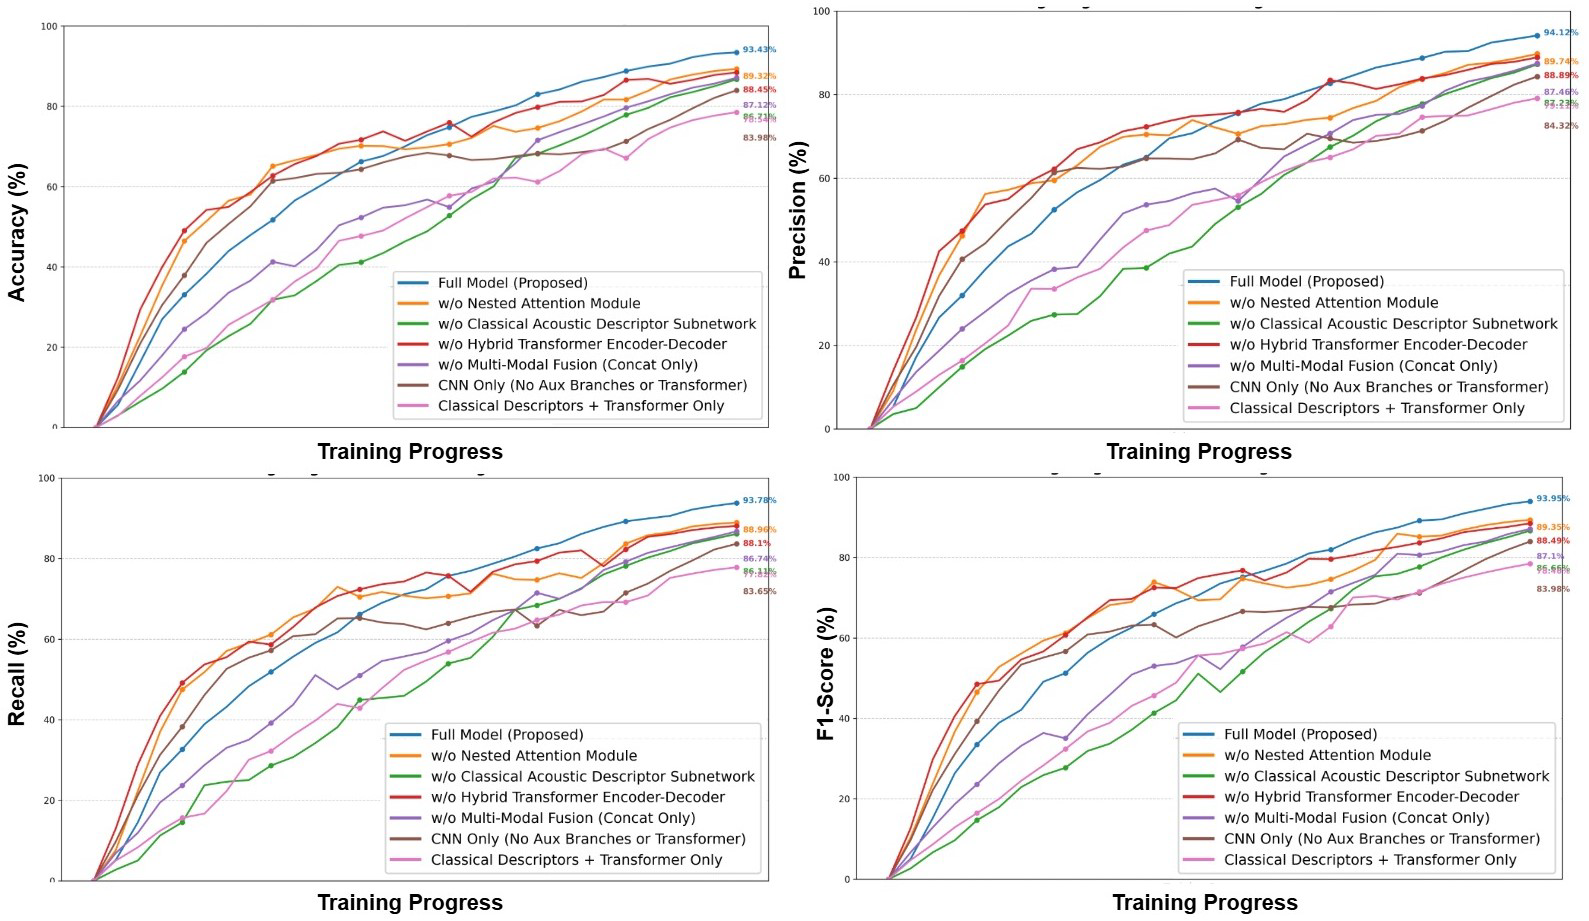 100
80
60
40
20
0
Accuracy (%)
93.43%
89.32%
88.45%
87.12%
86.71%
83.98%
Full Model (Proposed)
w/o Nested Attention Module
w/o Classical Acoustic Descriptor Subnetwork
w/o Hybrid Transformer Encoder-Decoder
w/o Multi-Modal Fusion (Concat Only)
CNN Only (No Aux Branches or Transformer)
Classical Descriptors + Transformer Only
Training Progress
100
80
60
40
20
0
Precision (%)
94.12%
89.74%
88.89%
87.46%
87.23%
84.32%
Full Model (Proposed)
w/o Nested Attention Module
w/o Classical Acoustic Descriptor Subnetwork
w/o Hybrid Transformer Encoder-Decoder
w/o Multi-Modal Fusion (Concat Only)
CNN Only (No Aux Branches or Transformer)
Classical Descriptors + Transformer Only
Training Progress
100
80
60
40
20
0
Recall (%)
93.78%
88.96%
88.1%
86.74%
86.11%
83.65%
Full Model (Proposed)
w/o Nested Attention Module
w/o Classical Acoustic Descriptor Subnetwork
w/o Hybrid Transformer Encoder-Decoder
w/o Multi-Modal Fusion (Concat Only)
CNN Only (No Aux Branches or Transformer)
Classical Descriptors + Transformer Only
Training Progress
100
80
60
40
20
0
F1-Score (%)
93.95%
89.35%
88.49%
87.1%
86.66%
83.98%
Full Model (Proposed)
w/o Nested Attention Module
w/o Classical Acoustic Descriptor Subnetwork
w/o Hybrid Transformer Encoder-Decoder
w/o Multi-Modal Fusion (Concat Only)
CNN Only (No Aux Branches or Transformer)
Classical Descriptors + Transformer Only
Training Progress